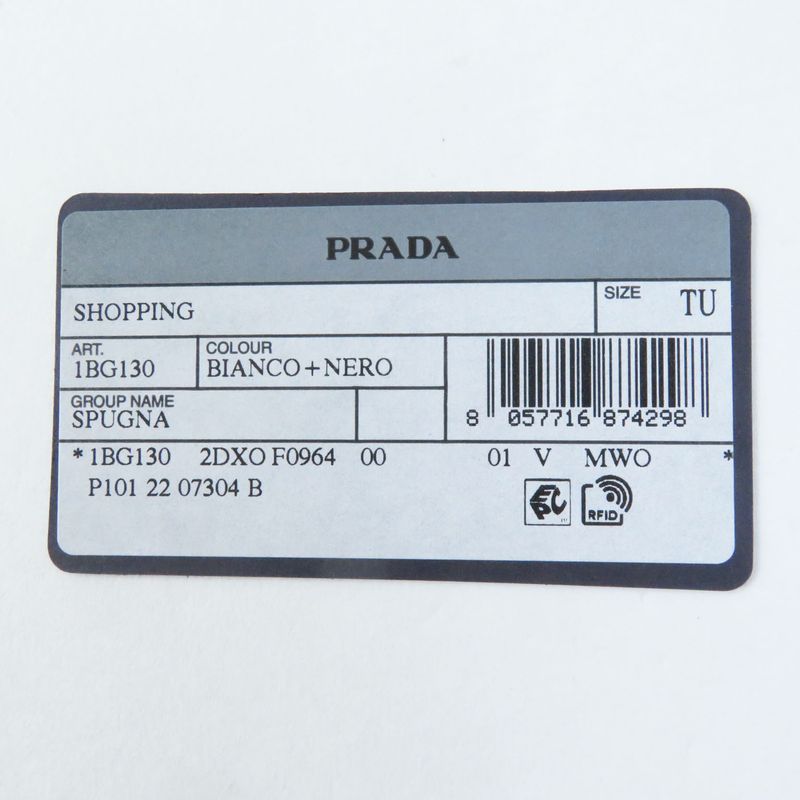 PRADA
SHOPPING
SIZE TU
ART.
1BG130
COLOUR
BIANCO+NERO
GROUP NAME
SPUGNA
8 057716 874298
*1BG130 2DXO F0964 00 01 V MWO *
P101 22 07304 B
EPC
RFID